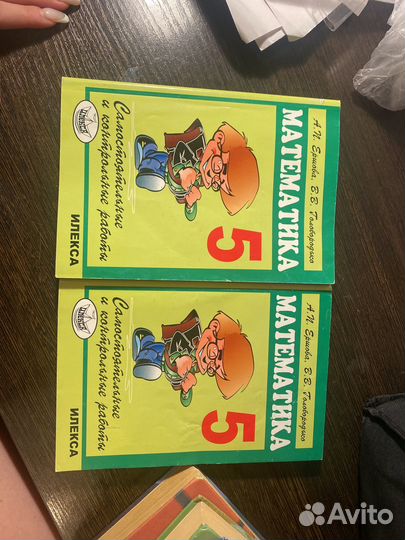 А.П. Ершова, В.В. Голобородько
МАТЕМАТИКА
5
Самостоятельные
и контрольные работы
ИЛЕКСА
А.П. Ершова, В.В. Голобородько
МАТЕМАТИКА
5
Самостоятельные
и контрольные работы
ИЛЕКСА
Avito